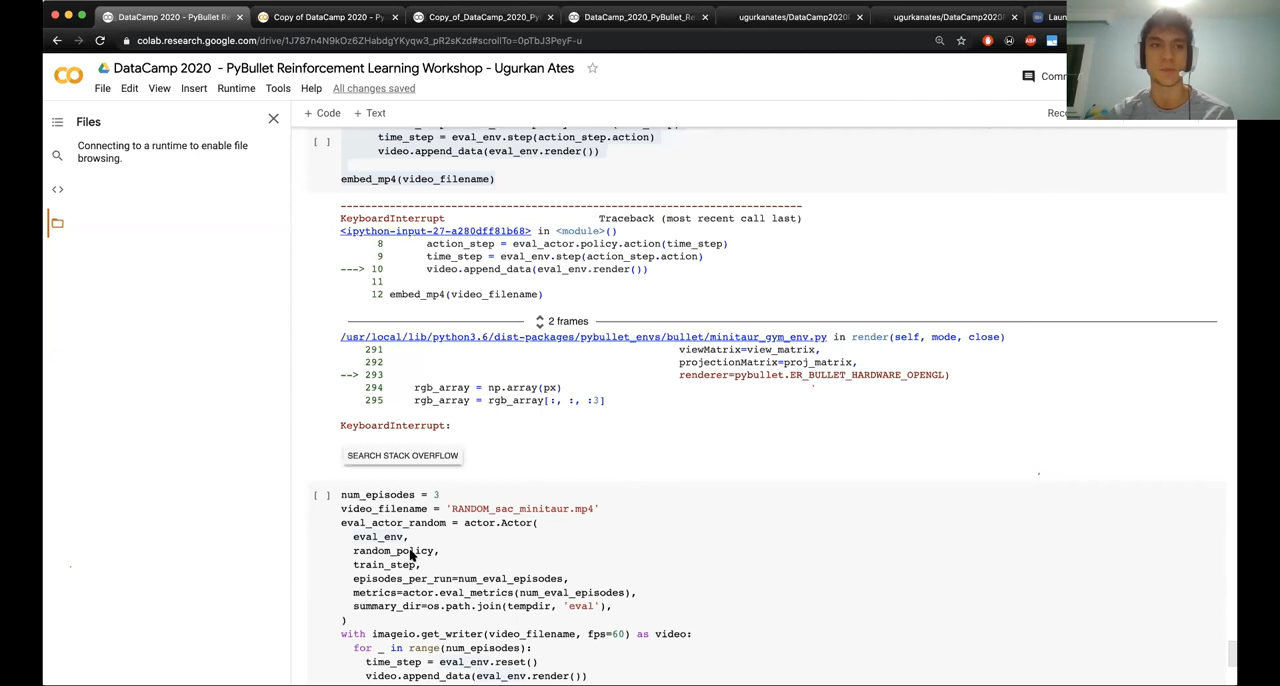 DataCamp 2020 - PyBullet Re
Copy of DataCamp 2020 - Py
Copy_of_DataCamp_2020_Py
DataCamp_2020_PyBullet_Re
ugurkanates/DataCamp2020
ugurkanates/DataCamp2020
Laun
colab.research.google.com/drive/1J787n4N9kOz6ZHabdgYKyqw3_pR2sKzd#scrollTo=0pTbJ3PeyF-u
ABP
CO DataCamp 2020 - PyBullet Reinforcement Learning Workshop - Ugurkan Ates
File Edit View Insert Runtime Tools Help All changes saved
Comm
Files
+ Code + Text
Rec
Connecting to a runtime to enable file
browsing.
time_step = eval_env.step(action_step.action)
[ ]
video.append_data(eval_env.render())
embed_mp4(video_filename)
KeyboardInterrupt Traceback (most recent call last)
<ipython-input-27-a280dff81b68> in <module>()
8 action_step = eval_actor.policy.action(time_step)
9 time_step = eval_env.step(action_step.action)
---> 10 video.append_data(eval_env.render())
11
12 embed_mp4(video_filename)
2 frames
/usr/local/lib/python3.6/dist-packages/pybullet_envs/bullet/minitaur_gym_env.py in render(self, mode, close)
291 viewMatrix=view_matrix,
292 projectionMatrix=proj_matrix,
--> 293 renderer=pybullet.ER_BULLET_HARDWARE_OPENGL)
294 rgb_array = np.array(px)
295 rgb_array = rgb_array[:, :, :3]
KeyboardInterrupt:
SEARCH STACK OVERFLOW
[ ] num_episodes = 3
video_filename = 'RANDOM_sac_minitaur.mp4'
eval_actor_random = actor.Actor(
eval_env,
random_policy,
train_step,
episodes_per_run=num_eval_episodes,
metrics=actor.eval_metrics(num_eval_episodes),
summary_dir=os.path.join(tempdir, 'eval'),
)
with imageio.get_writer(video_filename, fps=60) as video:
for _ in range(num_episodes):
time_step = eval_env.reset()
video.append_data(eval_env.render())